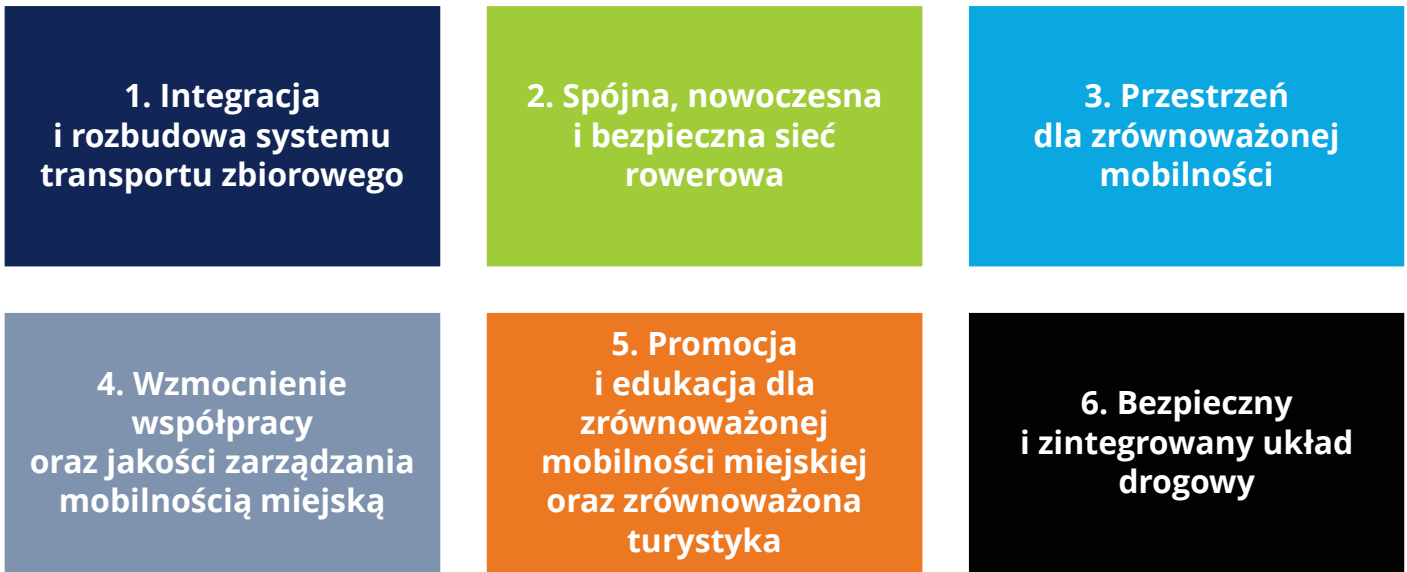 1. Integracja
i rozbudowa systemu
transportu zbiorowego
2. Spójna, nowoczesna
i bezpieczna sieć
rowerowa
3. Przestrzeń
dla zrównoważonej
mobilności
4. Wzmocnienie
współpracy
oraz jakości zarządzania
mobilnością miejską
5. Promocja
i edukacja dla
zrównoważonej
mobilności miejskiej
oraz zrównoważona
turystyka
6. Bezpieczny
i zintegrowany układ
drogowy